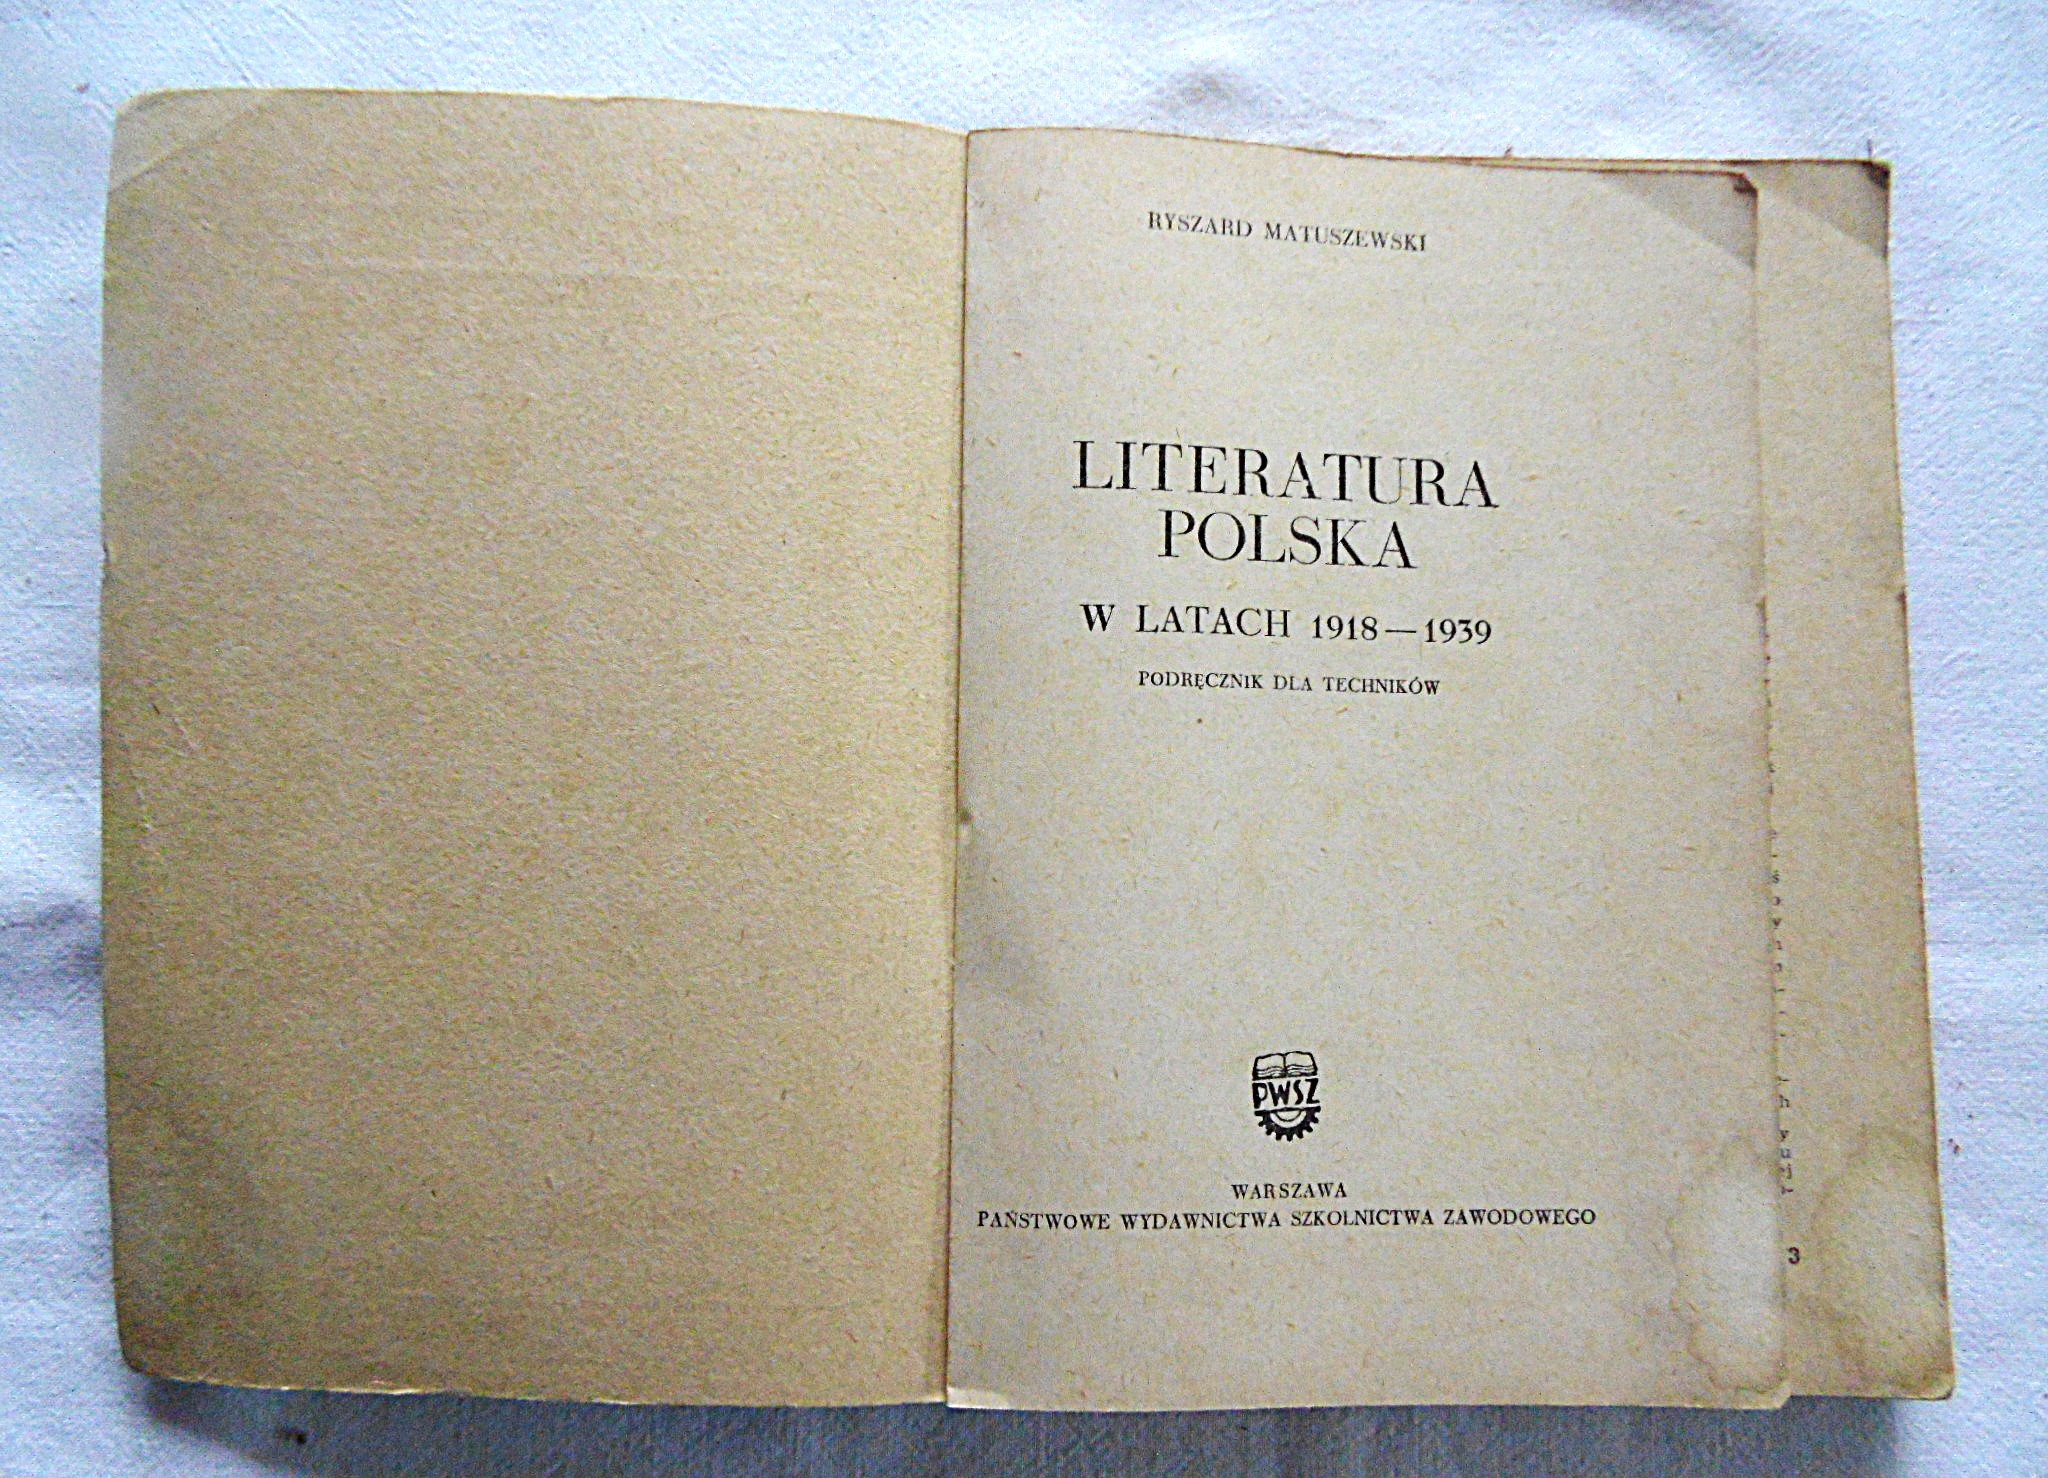 RYSZARD MATUSZEWSKI
LITERATURA
POLSKA
W LATACH 1918—1939
PODRĘCZNIK DLA TECHNIKÓW
PWSZ
WARSZAWA
PAŃSTWOWE WYDAWNICTWA SZKOLNICTWA ZAWODOWEGO
3